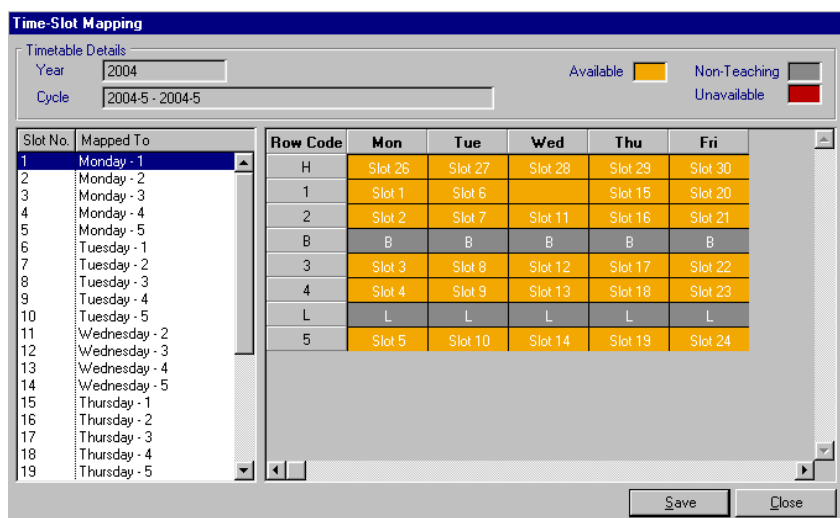 Time-Slot Mapping
Timetable Details
Year 2004 Available Non-Teaching
Cycle 2004-5 - 2004-5 Unavailable
Slot No. Mapped To
1 Monday - 1
2 Monday - 2
3 Monday - 3
4 Monday - 4
5 Monday - 5
6 Tuesday - 1
7 Tuesday - 2
8 Tuesday - 3
9 Tuesday - 4
10 Tuesday - 5
11 Wednesday - 2
12 Wednesday - 3
13 Wednesday - 4
14 Wednesday - 5
15 Thursday - 1
16 Thursday - 2
17 Thursday - 3
18 Thursday - 4
19 Thursday - 5
Row Code Mon Tue Wed Thu Fri
H Slot 26 Slot 27 Slot 28 Slot 29 Slot 30
1 Slot 1 Slot 6 Slot 15 Slot 20
2 Slot 2 Slot 7 Slot 11 Slot 16 Slot 21
B B B B B B
3 Slot 3 Slot 8 Slot 12 Slot 17 Slot 22
4 Slot 4 Slot 9 Slot 13 Slot 18 Slot 23
L L L L L L
5 Slot 5 Slot 10 Slot 14 Slot 19 Slot 24
Save Close